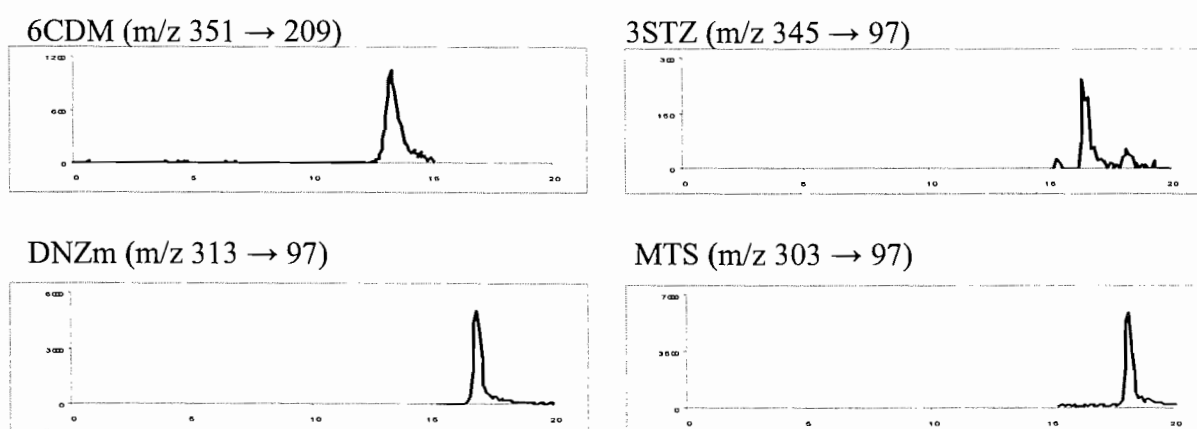 6CDM (m/z 351 → 209)
1200
600
0
0 5 10 15 20
3STZ (m/z 345 → 97)
300
150
0
0 5 10 15 20
DNZm (m/z 313 → 97)
6000
3000
0
0 5 10 15 20
MTS (m/z 303 → 97)
7000
3500
0
0 5 10 15 20